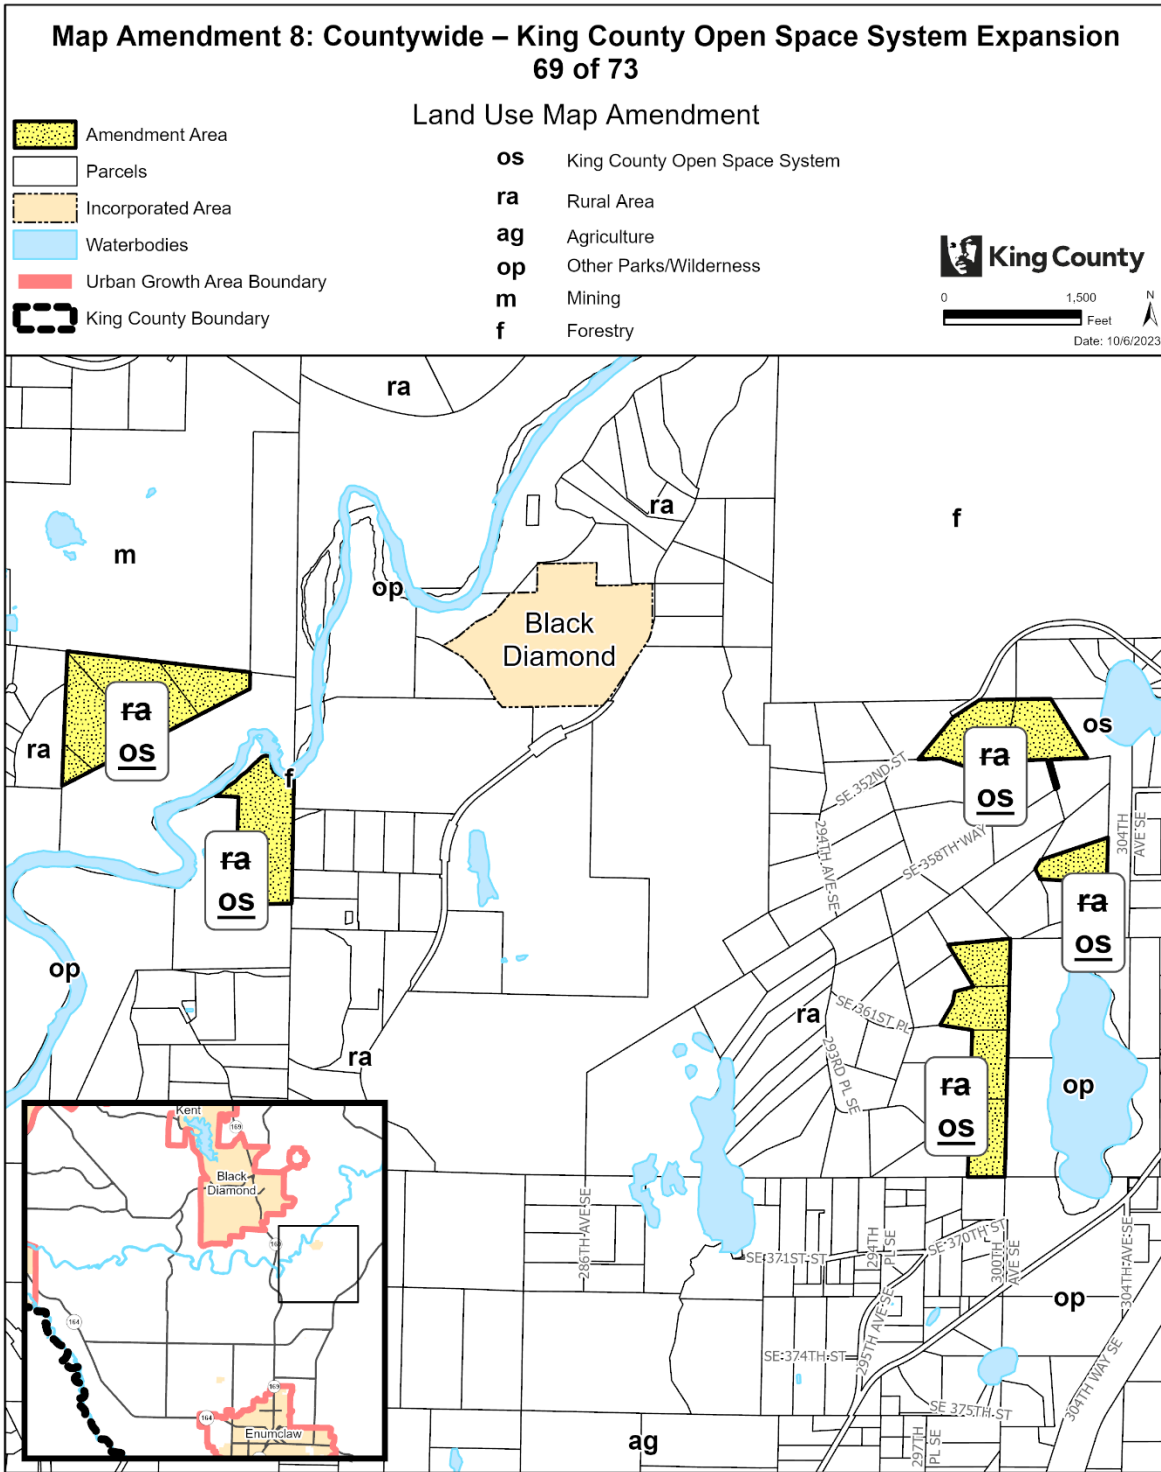 Map Amendment 8: Countywide – King County Open Space System Expansion
69 of 73
Land Use Map Amendment
Amendment Area
Parcels
Incorporated Area
Waterbodies
Urban Growth Area Boundary
King County Boundary
os King County Open Space System
ra Rural Area
ag Agriculture
op Other Parks/Wilderness
m Mining
f Forestry
King County
0 1,500
Feet
N
Date: 10/6/2023
ra
ra
f
m
op
Black
Diamond
ra
os
ra
os
ra
os
f
SE 352ND ST
294TH AVE SE
SE 358TH WAY
304TH
AVE SE
ra
os
ra
os
op
ra
SE 361ST PL
293RD PL SE
ra
ra
os
op
Kent
169
Black
Diamond
169
164
169
164
Enumclaw
286TH AVE SE
SE 371ST ST
294TH
PL SE
SE 370TH ST
300TH
AVE SE
304TH AVE SE
op
295TH AVE SE
SE 374TH ST
304TH WAY SE
SE 375TH ST
297TH
PL SE
ag